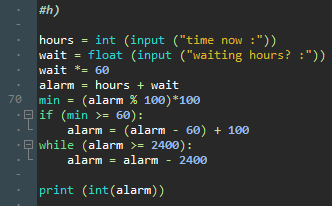 #h)
hours = int (input ("time now :"))
wait = float (input ("waiting hours? :"))
wait *= 60
alarm = hours + wait
70 min = (alarm % 100)*100
if (min >= 60):
    alarm = (alarm - 60) + 100
while (alarm >= 2400):
    alarm = alarm - 2400
print (int(alarm))